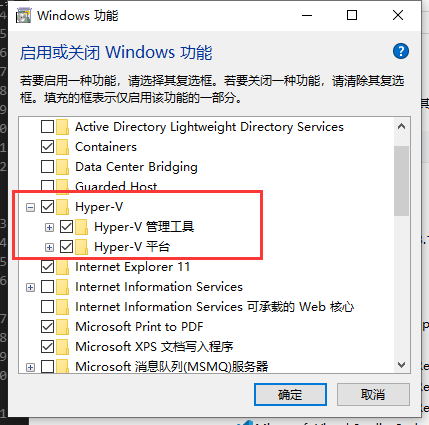 Windows 功能
启用或关闭 Windows 功能
若要启用一种功能，请选择其复选框。若要关闭一种功能，请清除其复选
框。填充的框表示仅启用该功能的一部分。
Active Directory Lightweight Directory Services
Containers
Data Center Bridging
Guarded Host
Hyper-V
Hyper-V 管理工具
Hyper-V 平台
Internet Explorer 11
Internet Information Services
Internet Information Services 可承载的 Web 核心
Microsoft Print to PDF
Microsoft XPS 文档写入程序
Microsoft 消息队列(MSMQ)服务器
确定 取消